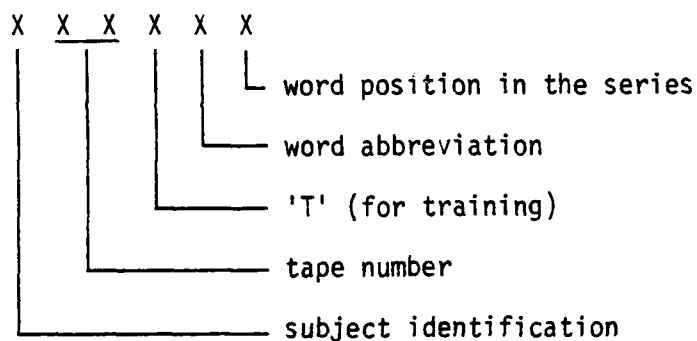 X X X X X X
word position in the series
word abbreviation
'T' (for training)
tape number
subject identification